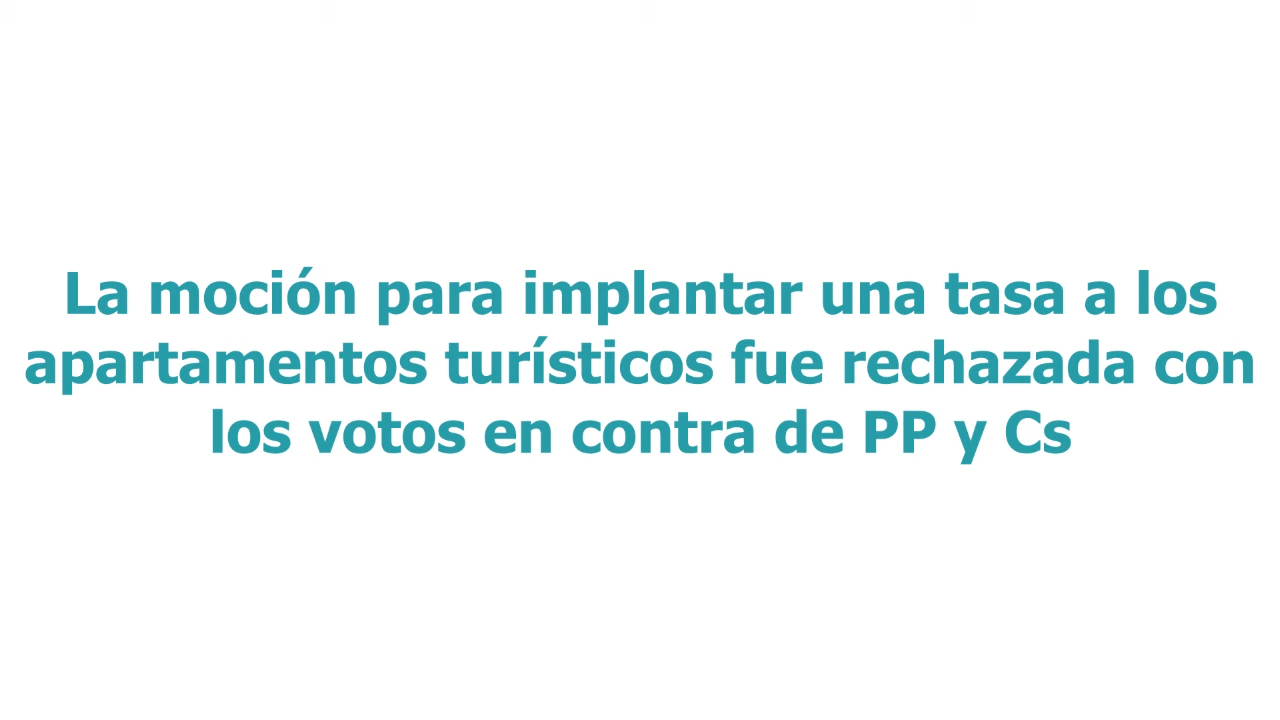 La moción para implantar una tasa a los
apartamentos turísticos fue rechazada con
los votos en contra de PP y Cs